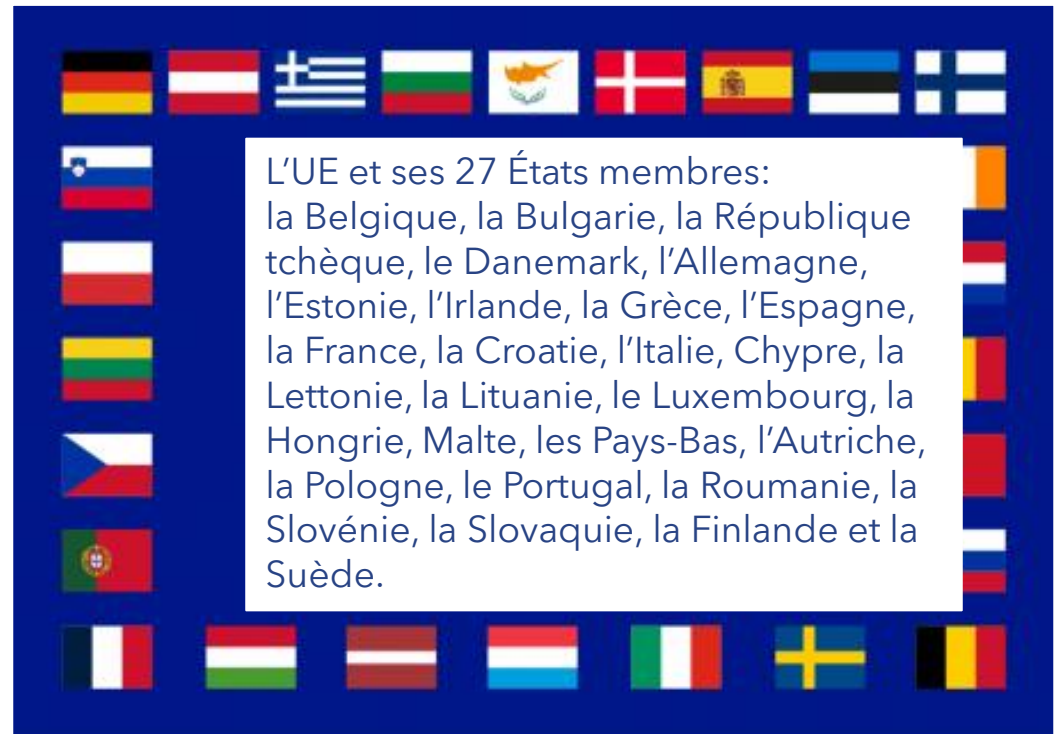 L'UE et ses 27 États membres:
la Belgique, la Bulgarie, la République
tchèque, le Danemark, l'Allemagne,
l'Estonie, l'Irlande, la Grèce, l'Espagne,
la France, la Croatie, l'Italie, Chypre, la
Lettonie, la Lituanie, le Luxembourg, la
Hongrie, Malte, les Pays-Bas, l'Autriche,
la Pologne, le Portugal, la Roumanie, la
Slovénie, la Slovaquie, la Finlande et la
Suède.